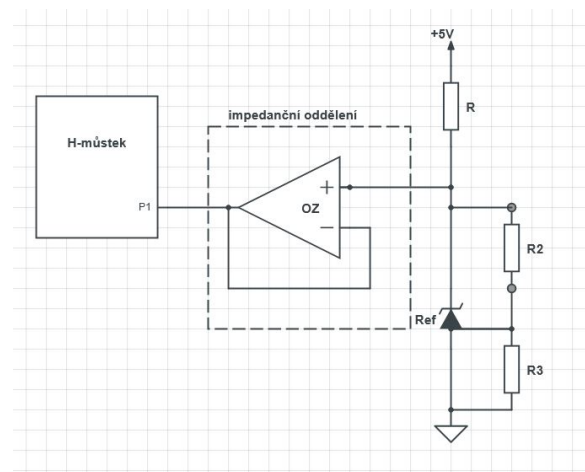 +5V
R
impedanční oddělení
H-můstek
P1
+
OZ
−
R2
Ref
R3